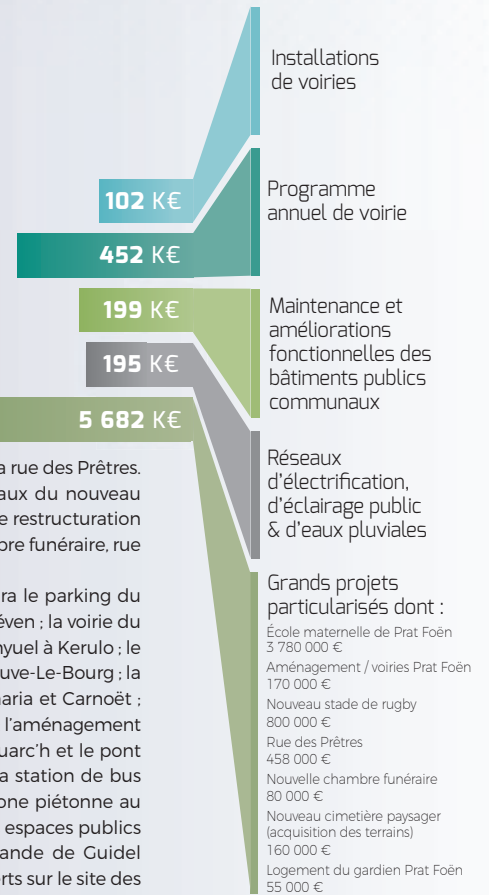 Installations
de voiries
102 K€
Programme
annuel de voirie
452 K€
199 K€
Maintenance et
améliorations
fonctionnelles des
bâtiments publics
communaux
195 K€
5 682 K€
Réseaux
d'électrification,
d'éclairage public
& d'eaux pluviales
Grands projets
particularisés dont :
École maternelle de Prat Foën
3 780 000 €
Aménagement / voiries Prat Foën
170 000 €
Nouveau stade de rugby
800 000 €
Rue des Prêtres
458 000 €
Nouvelle chambre funéraire
80 000 €
Nouveau cimetière paysager
(acquisition des terrains)
160 000 €
Logement du gardien Prat Foën
55 000 €
rue des Prêtres.
aux du nouveau
restructuration
bre funéraire, rue
ra le parking du
éven ; la voirie du
nyuel à Kerulo ; le
uve-Le-Bourg ; la
naria et Carnoët ;
l'aménagement
uarc'h et le pont
a station de bus
one piétonne au
espaces publics
ande de Guidel
erts sur le site des